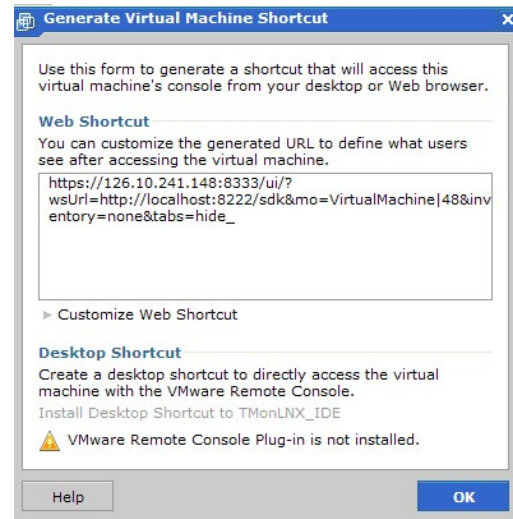 Generate Virtual Machine Shortcut
Use this form to generate a shortcut that will access this
virtual machine's console from your desktop or Web browser.
Web Shortcut
You can customize the generated URL to define what users
see after accessing the virtual machine.
https://126.10.241.148:8333/ui/?
wsUrl=http://localhost:8222/sdk&mo=VirtualMachine|48&inv
entory=none&tabs=hide_
Customize Web Shortcut
Desktop Shortcut
Create a desktop shortcut to directly access the virtual
machine with the VMware Remote Console.
Install Desktop Shortcut to TMonLNX_IDE
VMware Remote Console Plug-in is not installed.
Help
OK